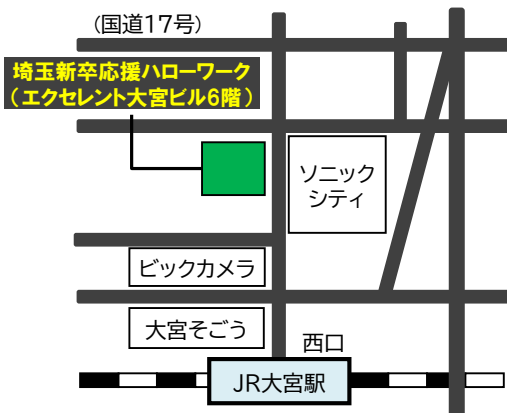 (国道17号)
埼玉新卒応援ハローワーク
(エクセレント大宮ビル6階)
ソニック
シティ
ビックカメラ
大宮そごう
西口
JR大宮駅